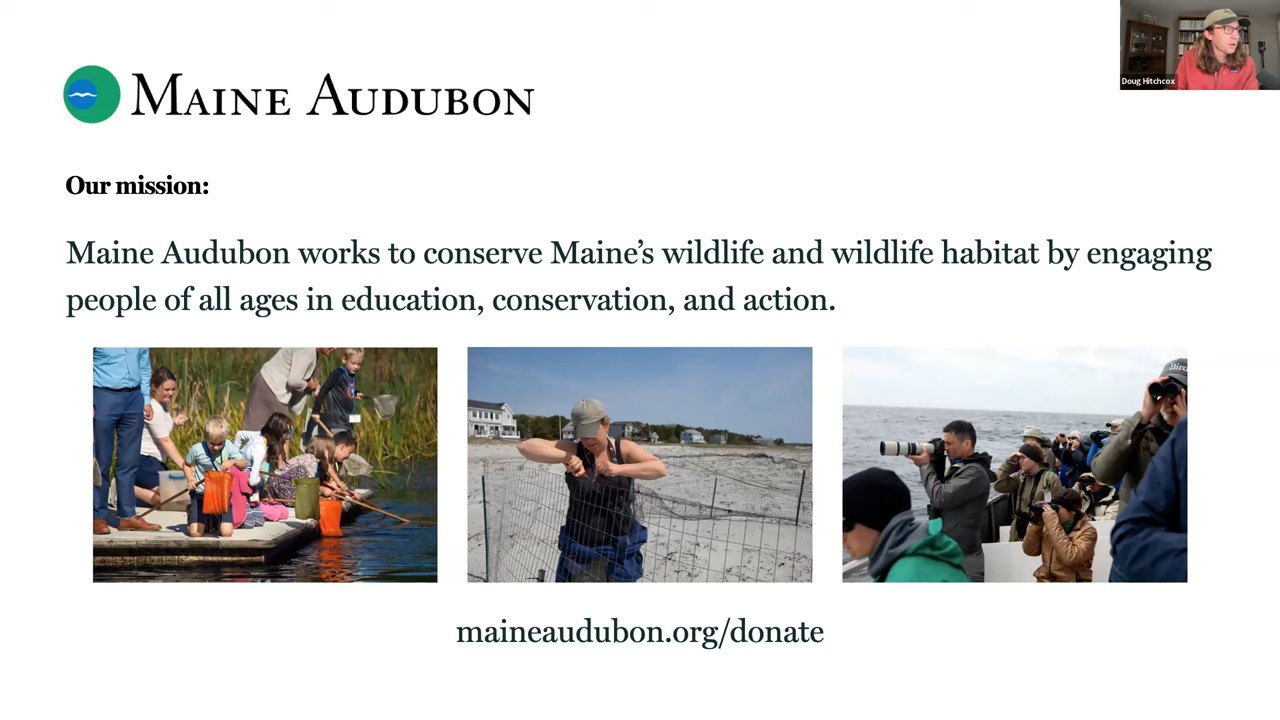 Doug Hitchcox
MAINE AUDUBON
Our mission:
Maine Audubon works to conserve Maine’s wildlife and wildlife habitat by engaging
people of all ages in education, conservation, and action.
Bird
maineaudubon.org/donate